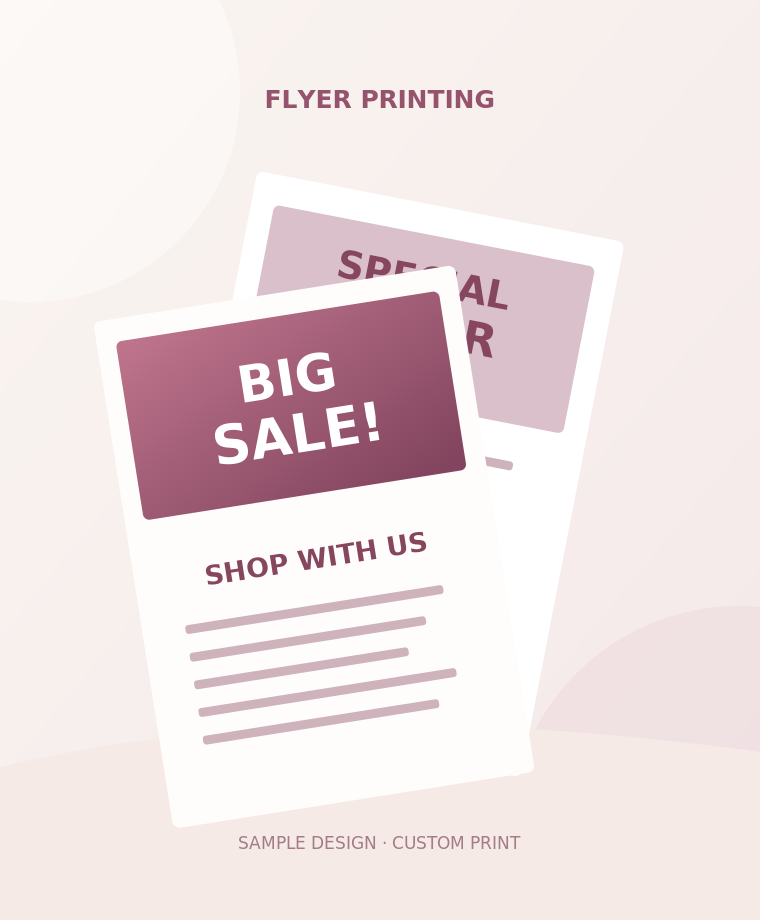 FLYER PRINTING
BIG
SALE!
SHOP WITH US
SAMPLE DESIGN · CUSTOM PRINT